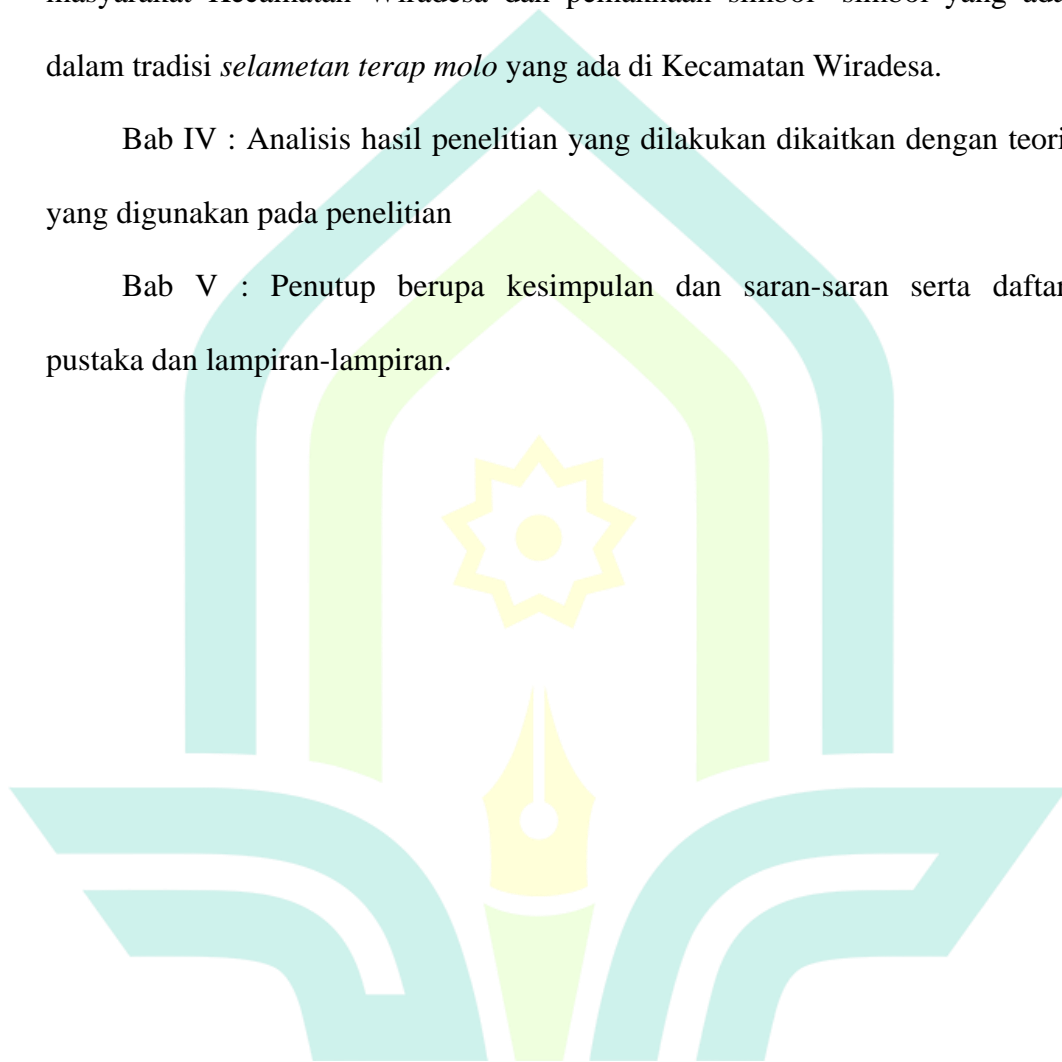 masyarakat Kecamatan Wiradesa dan pemaknaan simbol- simbol yang ada
dalam tradisi selametan terap molo yang ada di Kecamatan Wiradesa.
Bab IV : Analisis hasil penelitian yang dilakukan dikaitkan dengan teori
yang digunakan pada penelitian
Bab V : Penutup berupa kesimpulan dan saran-saran serta daftar
pustaka dan lampiran-lampiran.